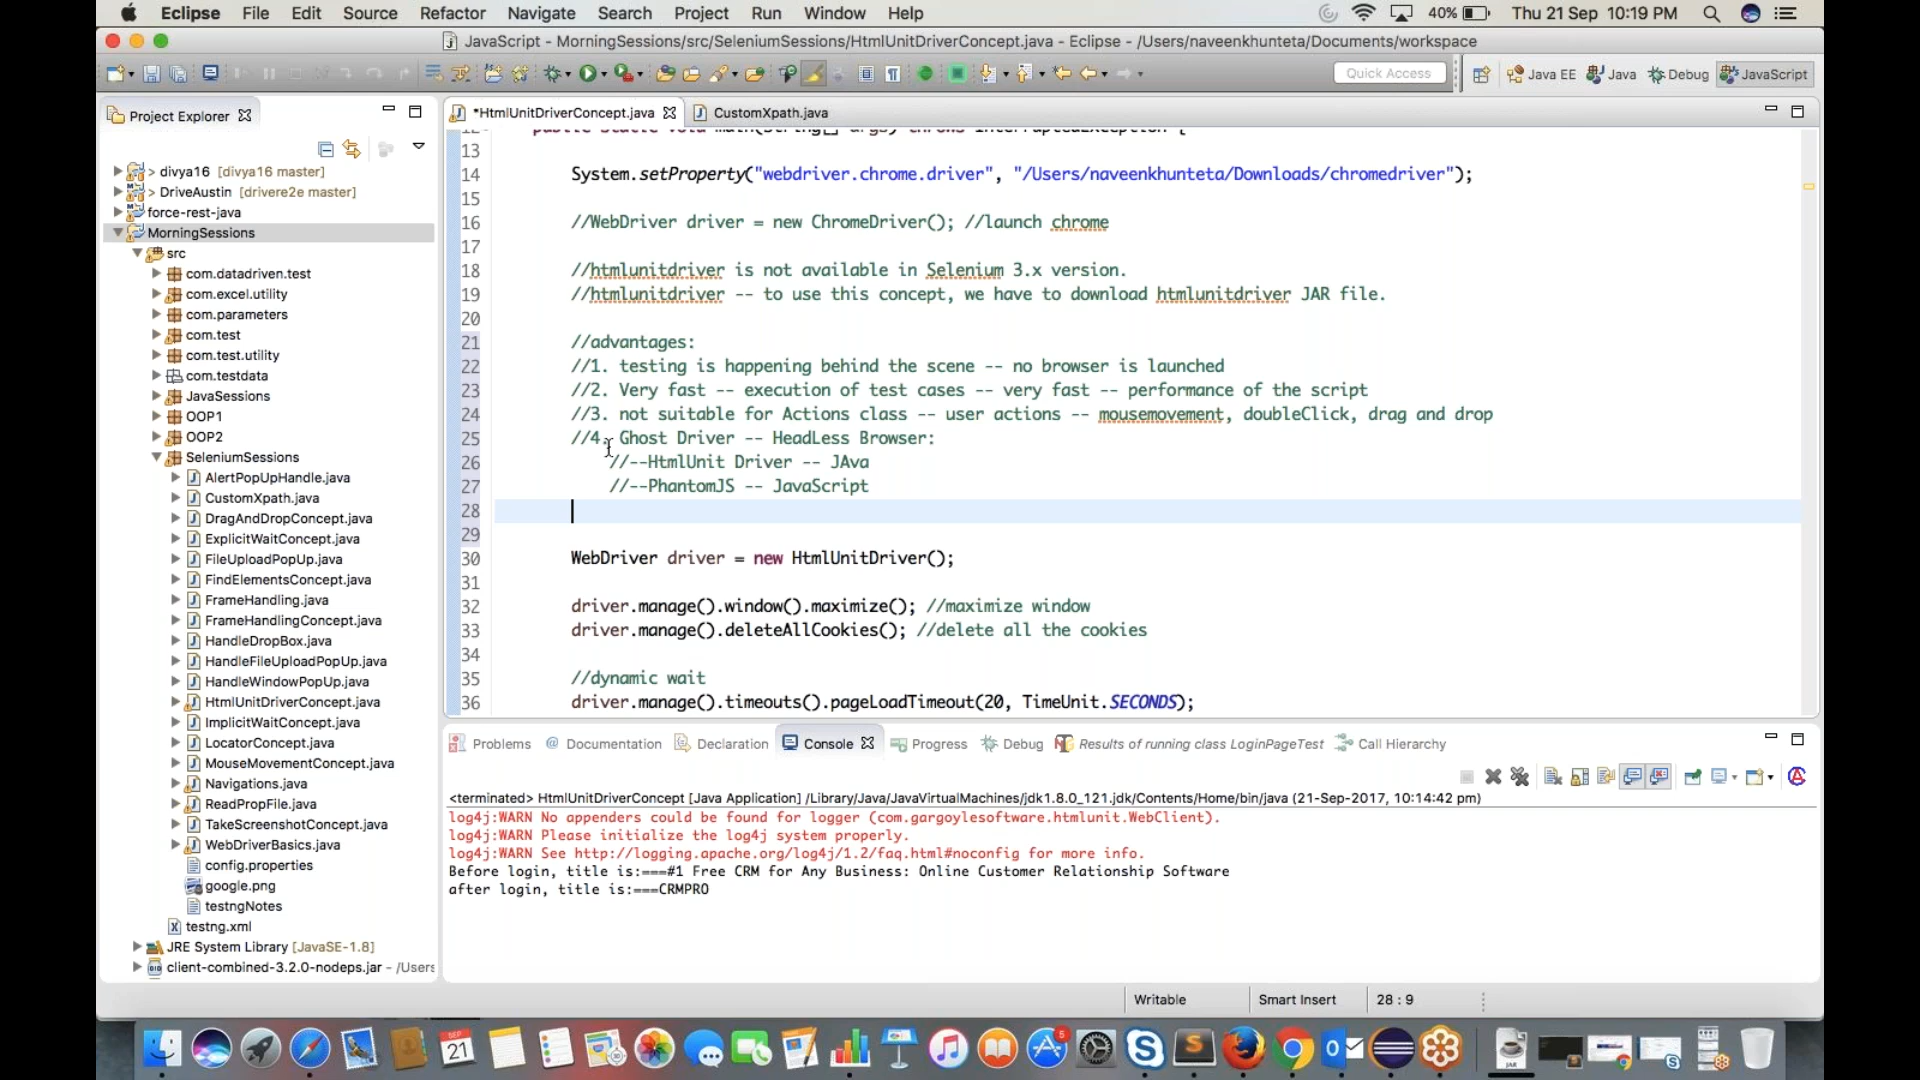 Eclipse File Edit Source Refactor Navigate Search Project Run Window Help 40% Thu 21 Sep 10:19 PM
JavaScript - MorningSessions/src/SeleniumSessions/HtmlUnitDriverConcept.java - Eclipse - /Users/naveenkhunteta/Documents/workspace
Quick Access Java EE Java Debug JavaScript
Project Explorer
> divya16 [divya16 master]
> DriveAustin [drivere2e master]
force-rest-java
MorningSessions
src
com.datadriven.test
com.excel.utility
com.parameters
com.test
com.test.utility
com.testdata
JavaSessions
OOP1
OOP2
SeleniumSessions
AlertPopUpHandle.java
CustomXpath.java
DragAndDropConcept.java
ExplicitWaitConcept.java
FileUploadPopUp.java
FindElementsConcept.java
FrameHandling.java
FrameHandlingConcept.java
HandleDropBox.java
HandleFileUploadPopUp.java
HandleWindowPopUp.java
HtmlUnitDriverConcept.java
ImplicitWaitConcept.java
LocatorConcept.java
MouseMovementConcept.java
Navigations.java
ReadPropFile.java
TakeScreenshotConcept.java
WebDriverBasics.java
config.properties
google.png
testngNotes
testng.xml
JRE System Library [JavaSE-1.8]
client-combined-3.2.0-nodeps.jar - /Users
*HtmlUnitDriverConcept.java CustomXpath.java
12 public static void main(String[] args) throws InterruptedException {
13
14 System.setProperty("webdriver.chrome.driver", "/Users/naveenkhunteta/Downloads/chromedriver");
15
16 //WebDriver driver = new ChromeDriver(); //launch chrome
17
18 //htmlunitdriver is not available in Selenium 3.x version.
19 //htmlunitdriver -- to use this concept, we have to download htmlunitdriver JAR file.
20
21 //advantages:
22 //1. testing is happening behind the scene -- no browser is launched
23 //2. Very fast -- execution of test cases -- very fast -- performance of the script
24 //3. not suitable for Actions class -- user actions -- mousemovement, doubleClick, drag and drop
25 //4. Ghost Driver -- HeadLess Browser:
26 //--HtmlUnit Driver -- JAva
27 //--PhantomJS -- JavaScript
28
29
30 WebDriver driver = new HtmlUnitDriver();
31
32 driver.manage().window().maximize(); //maximize window
33 driver.manage().deleteAllCookies(); //delete all the cookies
34
35 //dynamic wait
36 driver.manage().timeouts().pageLoadTimeout(20, TimeUnit.SECONDS);
Problems Documentation Declaration Console Progress Debug Results of running class LoginPageTest Call Hierarchy
<terminated> HtmlUnitDriverConcept [Java Application] /Library/Java/JavaVirtualMachines/jdk1.8.0_121.jdk/Contents/Home/bin/java (21-Sep-2017, 10:14:42 pm)
log4j:WARN No appenders could be found for logger (com.gargoylesoftware.htmlunit.WebClient).
log4j:WARN Please initialize the log4j system properly.
log4j:WARN See http://logging.apache.org/log4j/1.2/faq.html#noconfig for more info.
Before login, title is:===#1 Free CRM for Any Business: Online Customer Relationship Software
after login, title is:===CRMPRO
Writable Smart Insert 28 : 9
SEP
21
5